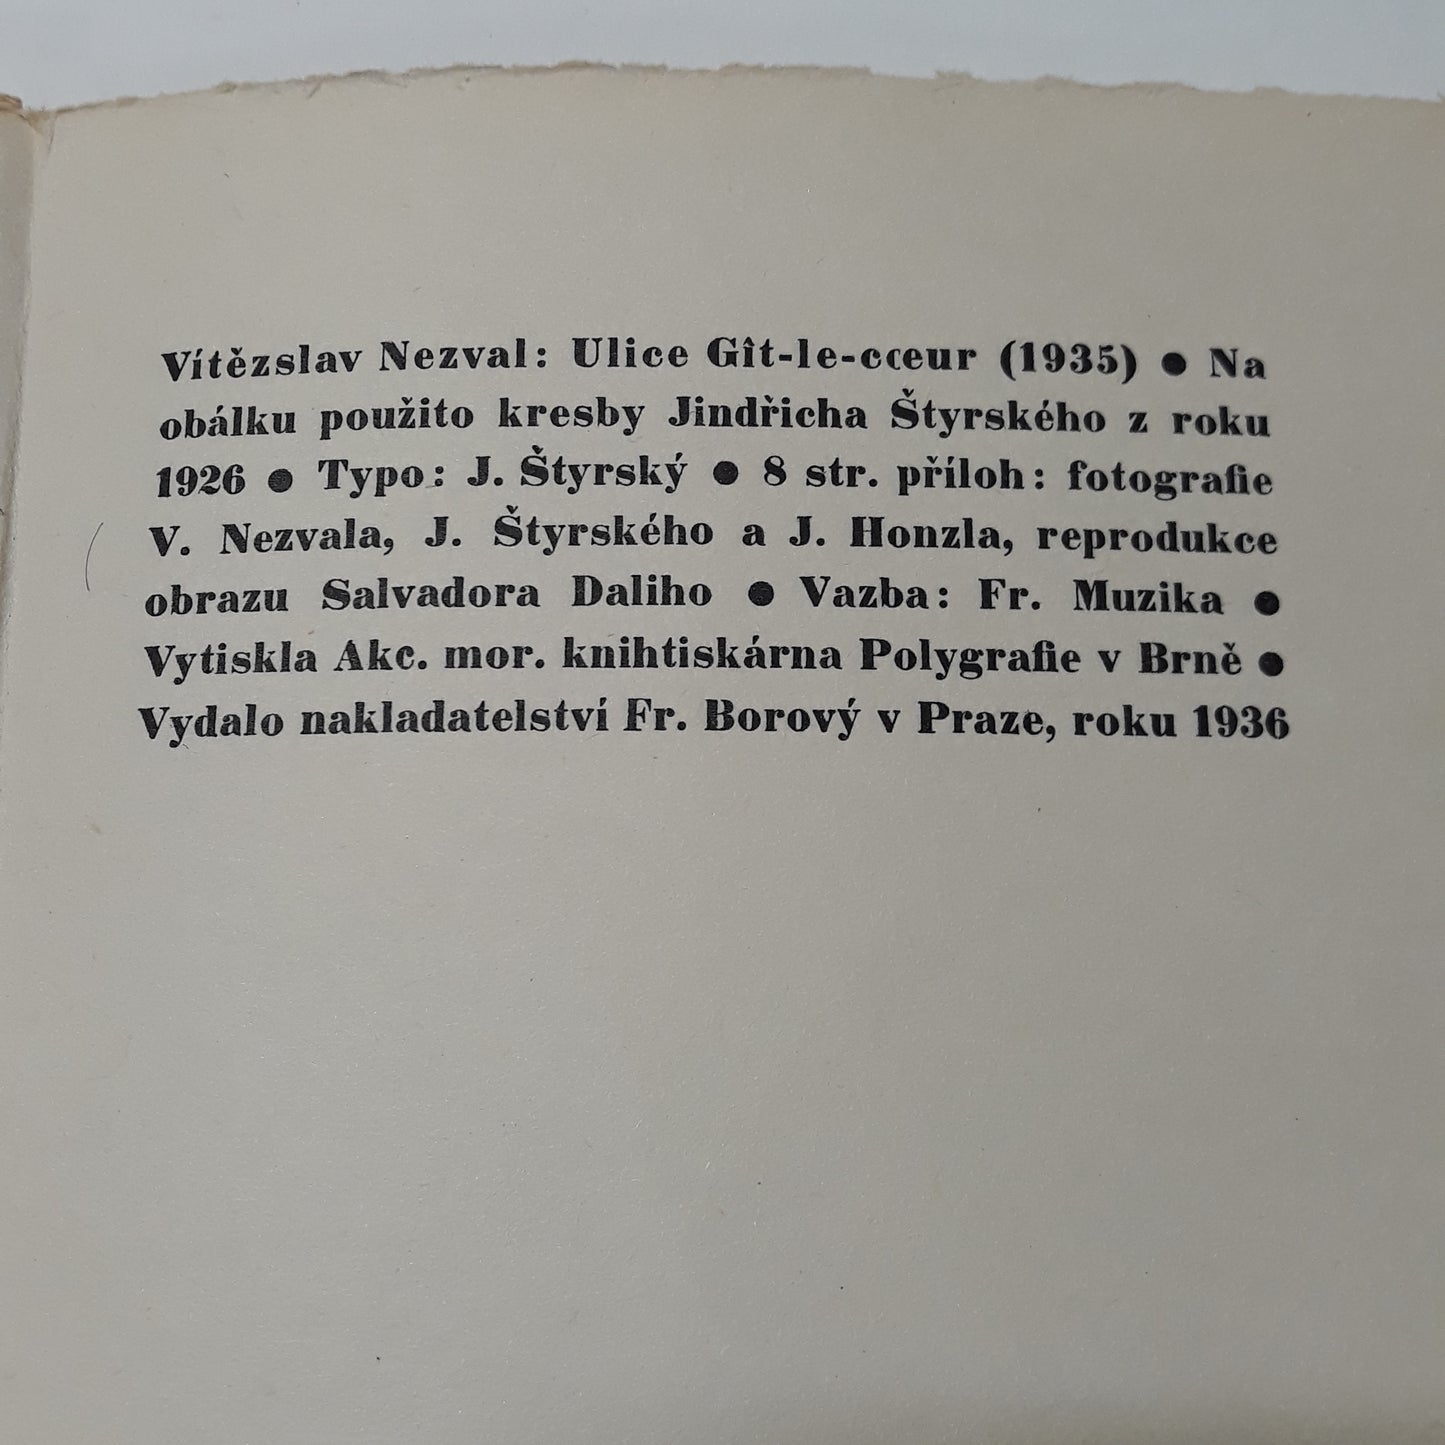 Vítězslav Nezval: Ulice Gît-le-cœur (1935) ● Na
obálku použito kresby Jindřicha Štyrského z roku
1926 ● Typo: J. Štyrský ● 8 str. příloh: fotografie
V. Nezvala, J. Štyrského a J. Honzla, reprodukce
obrazu Salvadora Daliho ● Vazba: Fr. Muzika ●
Vytiskla Akc. mor. knihtiskárna Polygrafie v Brně ●
Vydalo nakladatelství Fr. Borový v Praze, roku 1936